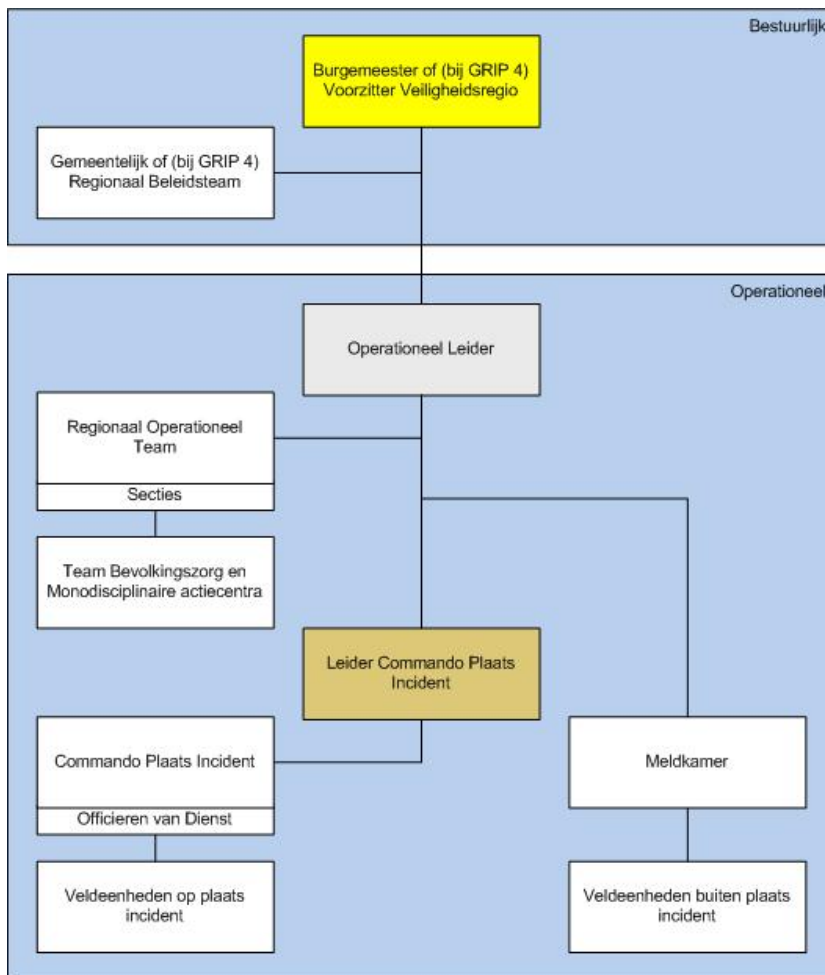 Bestuurlijk
Burgemeester of (bij GRIP 4)
Voorzitter Veiligheidsregio
Gemeentelijk of (bij GRIP 4)
Regionaal Beleidsteam
Operationeel
Operationeel Leider
Regionaal Operationeel
Team
Secties
Team Bevolkingszorg en
Monodisciplinaire actiecentra
Leider Commando Plaats
Incident
Commando Plaats Incident
Officieren van Dienst
Meldkamer
Veldeenheden op plaats
incident
Veldeenheden buiten plaats
incident